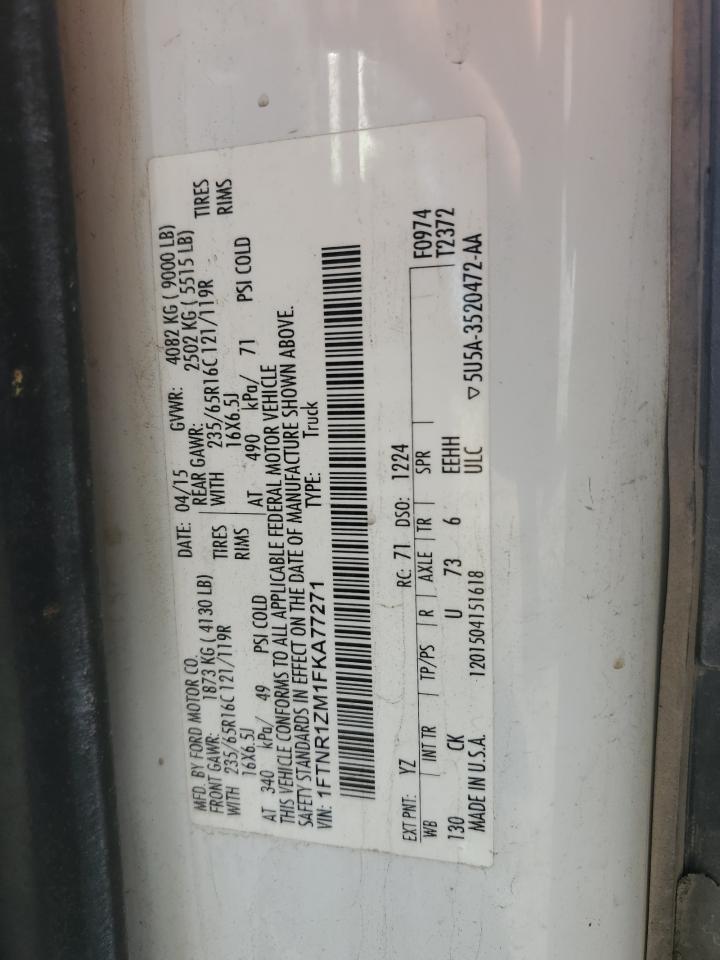 MFD. BY FORD MOTOR CO.
DATE: 04/15 GVWR: 4082 KG ( 9000 LB)
FRONT GAWR: 1873 KG ( 4130 LB)
REAR GAWR: 2502 KG ( 5515 LB)
WITH 235/65R16C 121/119R TIRES
WITH 235/65R16C 121/119R TIRES
16X6.5J RIMS
16X6.5J RIMS
AT 340 kPa/ 49 PSI COLD
AT 490 kPa/ 71 PSI COLD
THIS VEHICLE CONFORMS TO ALL APPLICABLE FEDERAL MOTOR VEHICLE
SAFETY STANDARDS IN EFFECT ON THE DATE OF MANUFACTURE SHOWN ABOVE.
VIN: 1FTNR1ZM1FKA77271 TYPE: Truck
EXT PNT: YZ RC: 71 DSO: 1224 F0974
WB INT TR TP/PS R AXLE TR SPR T2372
130 CK U 73 6 EEHH
MADE IN U.S.A. 1201504151618 ULC ▽5U5A-3520472-AA